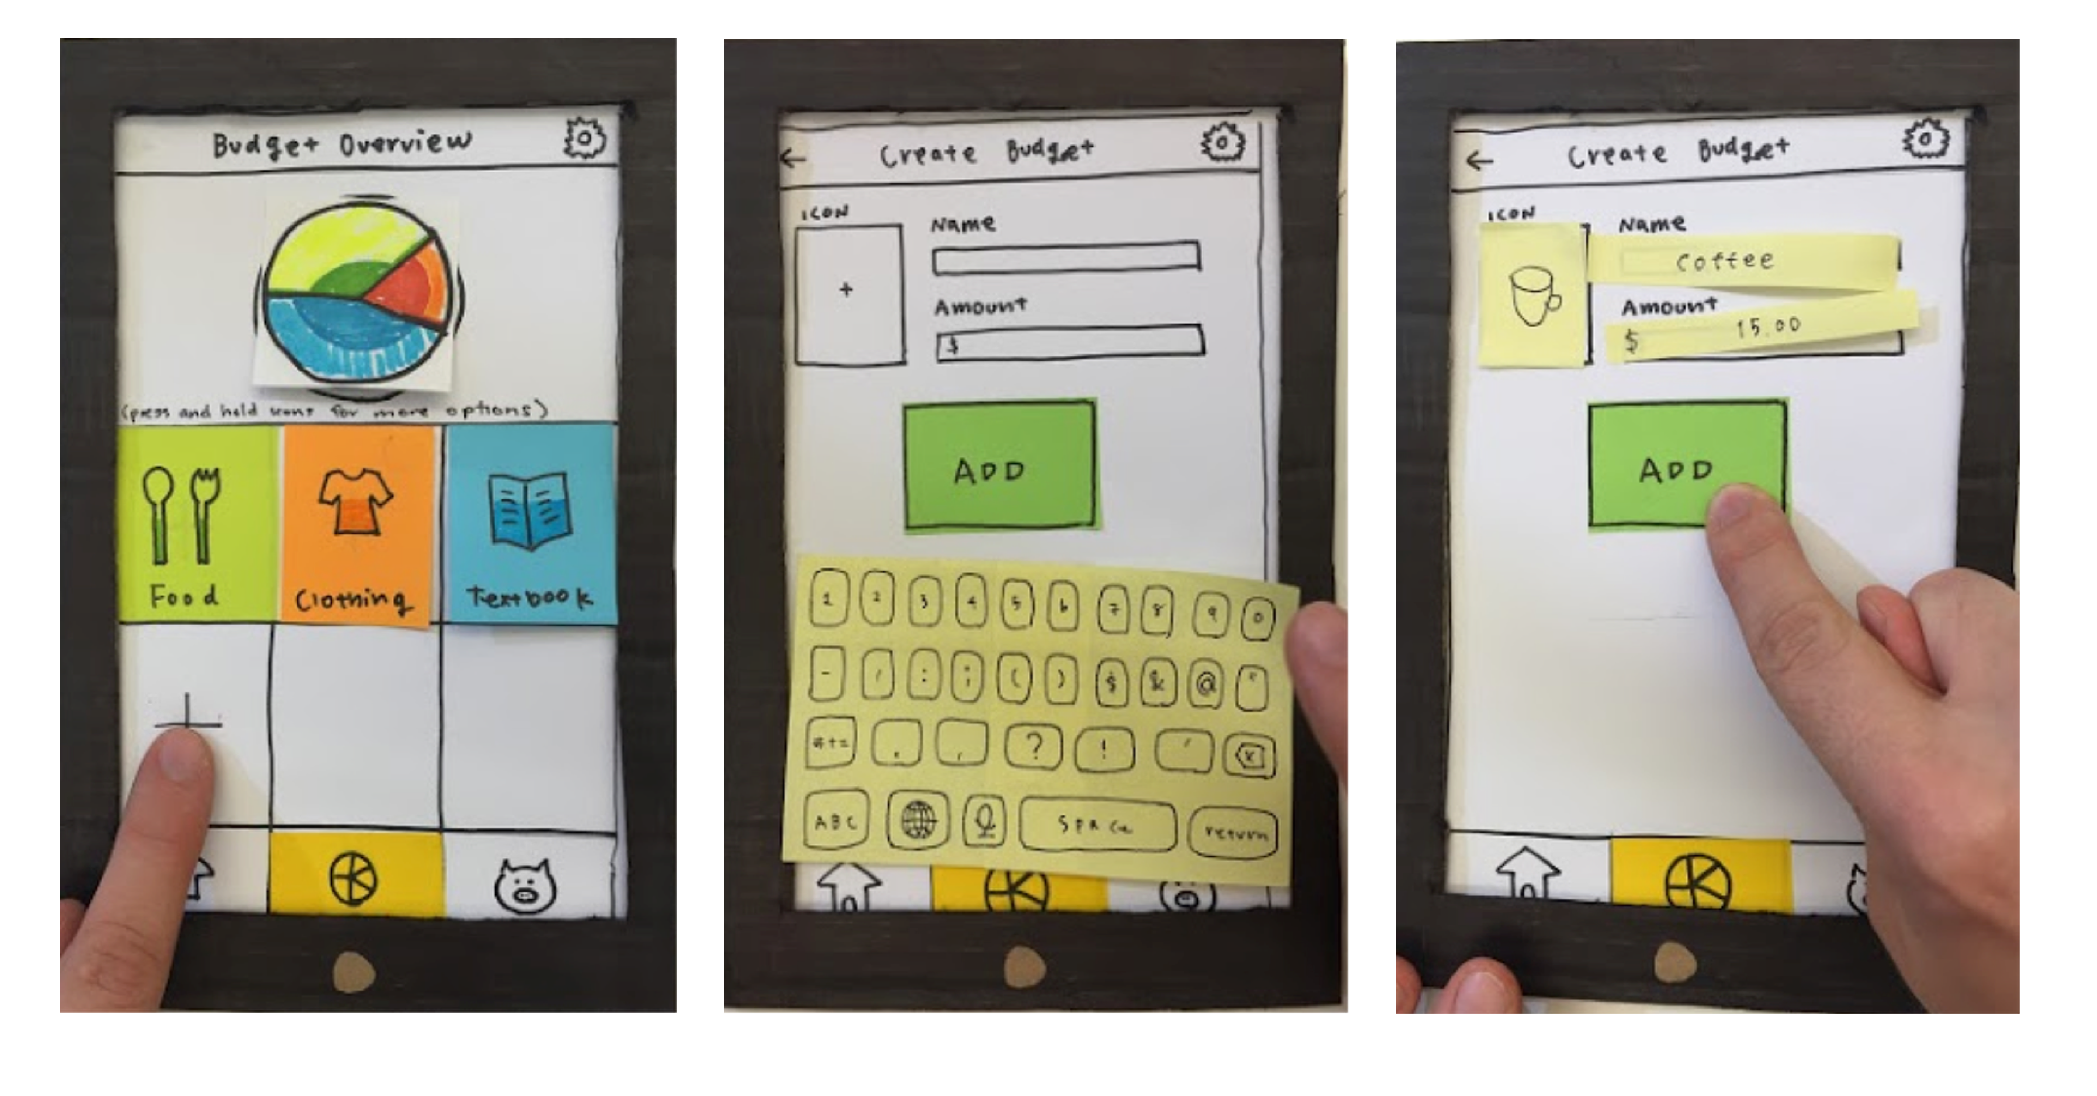 Budget Overview
(press and hold icons for more options)
Food
Clothing
Textbook
+
←
Create Budget
ICON
Name
+
Amount
$
ADD
1 2 3 4 5 6 7 8 9 0
- / : ; ( ) $ & @ "
#+= . , ? ! '
ABC
space
return
←
Create Budget
ICON
Name
Coffee
Amount
$ 15.00
ADD